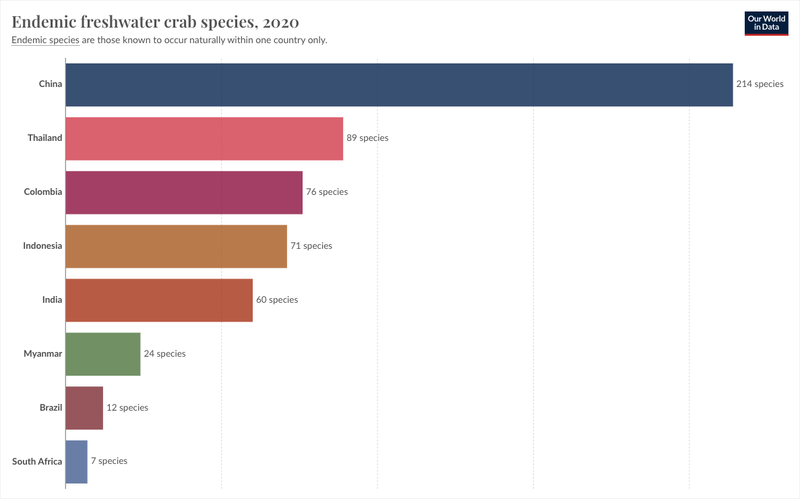 Endemic freshwater crab species, 2020
Endemic species are those known to occur naturally within one country only.
Our World
in Data
China 214 species
Thailand 89 species
Colombia 76 species
Indonesia 71 species
India 60 species
Myanmar 24 species
Brazil 12 species
South Africa 7 species